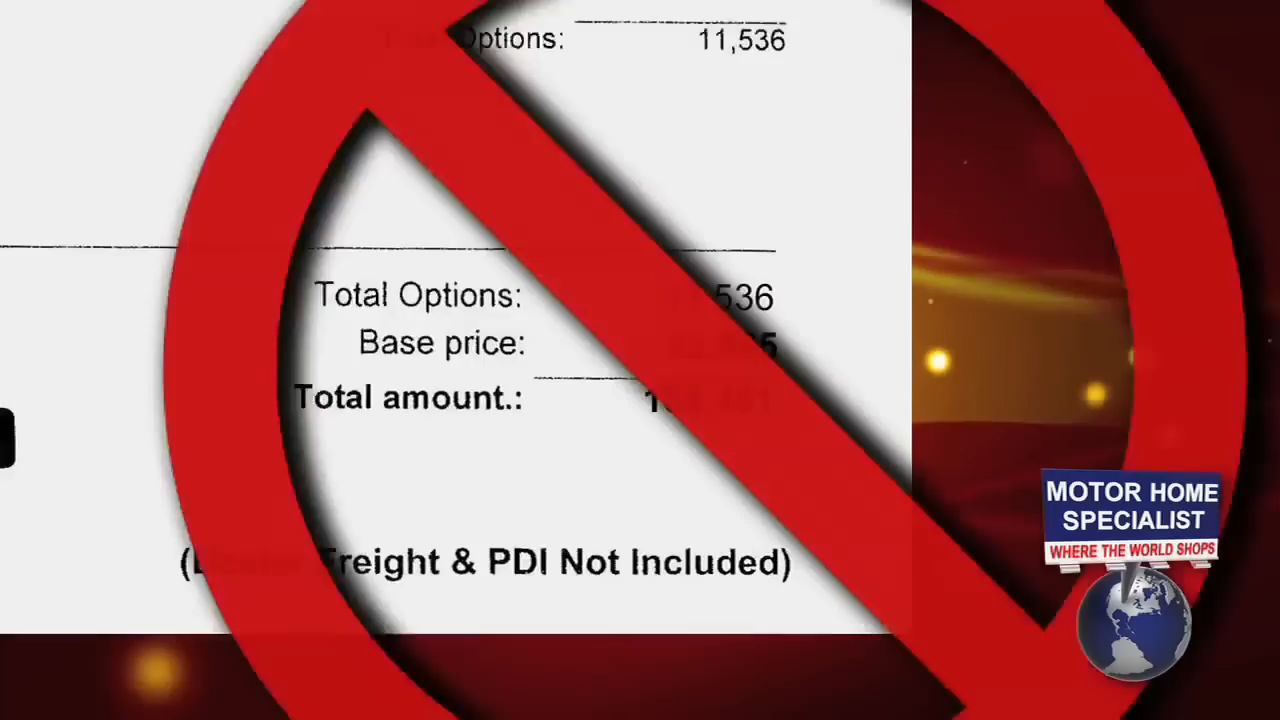 Options: 11,536
Total Options: 536
Base price:
Total amount.:
Freight & PDI Not Included)
MOTOR HOME
SPECIALIST
WHERE THE WORLD SHOPS